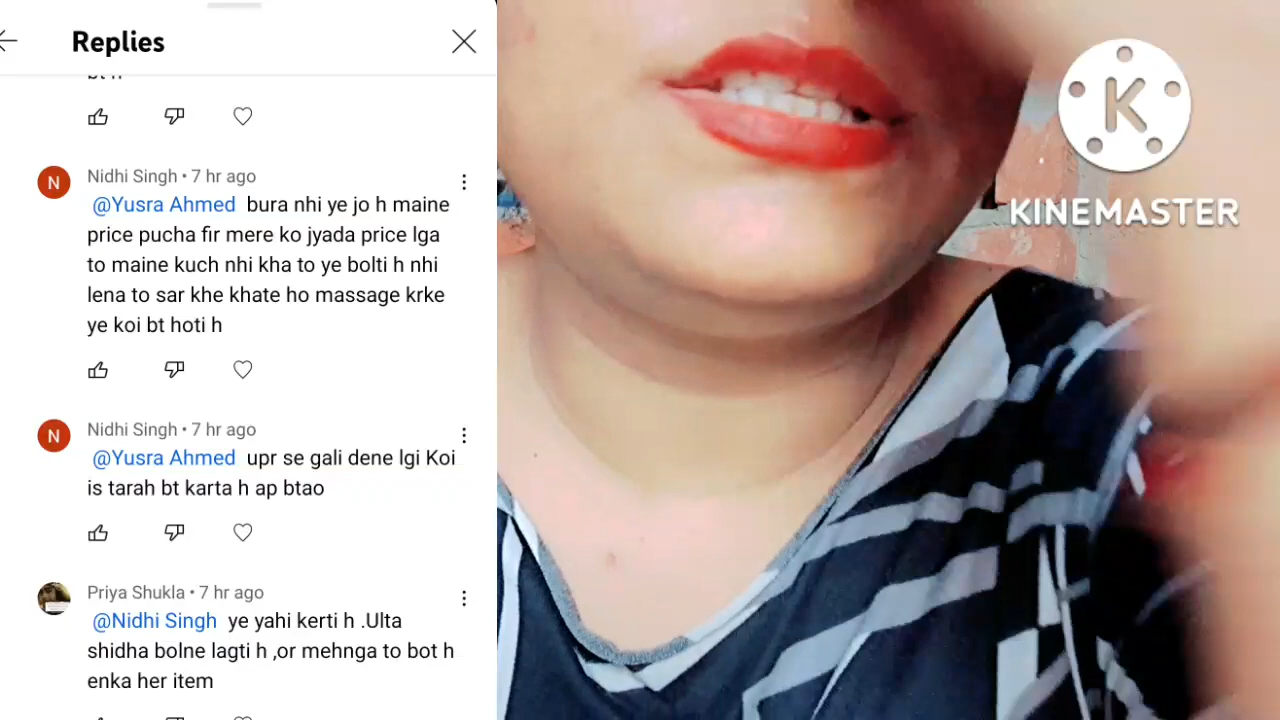 Replies
Nidhi Singh • 7 hr ago
@Yusra Ahmed bura nhi ye jo h maine
price pucha fir mere ko jyada price lga
to maine kuch nhi kha to ye bolti h nhi
lena to sar khe khate ho massage krke
ye koi bt hoti h
Nidhi Singh • 7 hr ago
@Yusra Ahmed upr se gali dene lgi Koi
is tarah bt karta h ap btao
Priya Shukla • 7 hr ago
@Nidhi Singh ye yahi kerti h .Ulta
shidha bolne lagti h ,or mehnga to bot h
enka her item
N
N
K
KINEMASTER